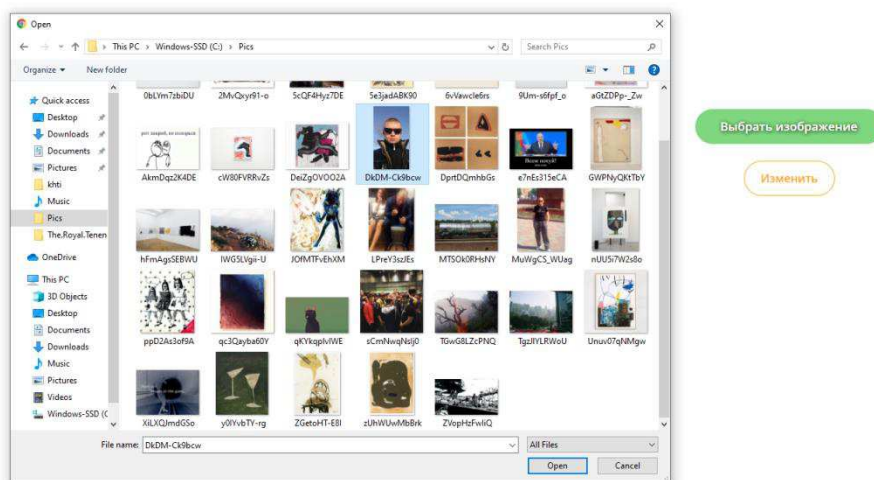 Open
This PC > Windows-SSD (C:) > Pics
Search Pics
Organize
New folder
Quick access
Desktop
Downloads
Documents
Pictures
khti
Music
Pics
The.Royal.Tenen
OneDrive
This PC
3D Objects
Desktop
Documents
Downloads
Music
Pictures
Videos
Windows-SSD (C
0bLYm7zbiDU 2MvQxyr91-o 5cQF4Hyz7DE 5e3jadABK90 6vVawcle6rs 9Um-s6fpf_o aGtZDPp-_Zw
AkmDqz2K4DE cW80FVRRvZs DeiZgOVOO2A DkDM-Ck9bcw DprtDQmhbGs e7nEs315eCA GWPNyQKtTbY
hFmAgsSEBWU IWG5LVgii-U JOfMTFvEhXM LPreY3szJEs MTSOk0RHsNY MuWgCS_WUag nUU5i7W2s8o
ppD2As3of9A qc3Qayba60Y qKYkqplvIWE sCmNwqNslj0 TGwG8LZcPNQ TgzJIYLRWoU Unuv07qNMgw
XiLXQJmdGSo y0IYvbTY-rg ZGetoHT-E8I zUhWUwMbBrk ZVopHzFwliQ
File name: DkDM-Ck9bcw
All Files
Open
Cancel
Выбрать изображение
Изменить